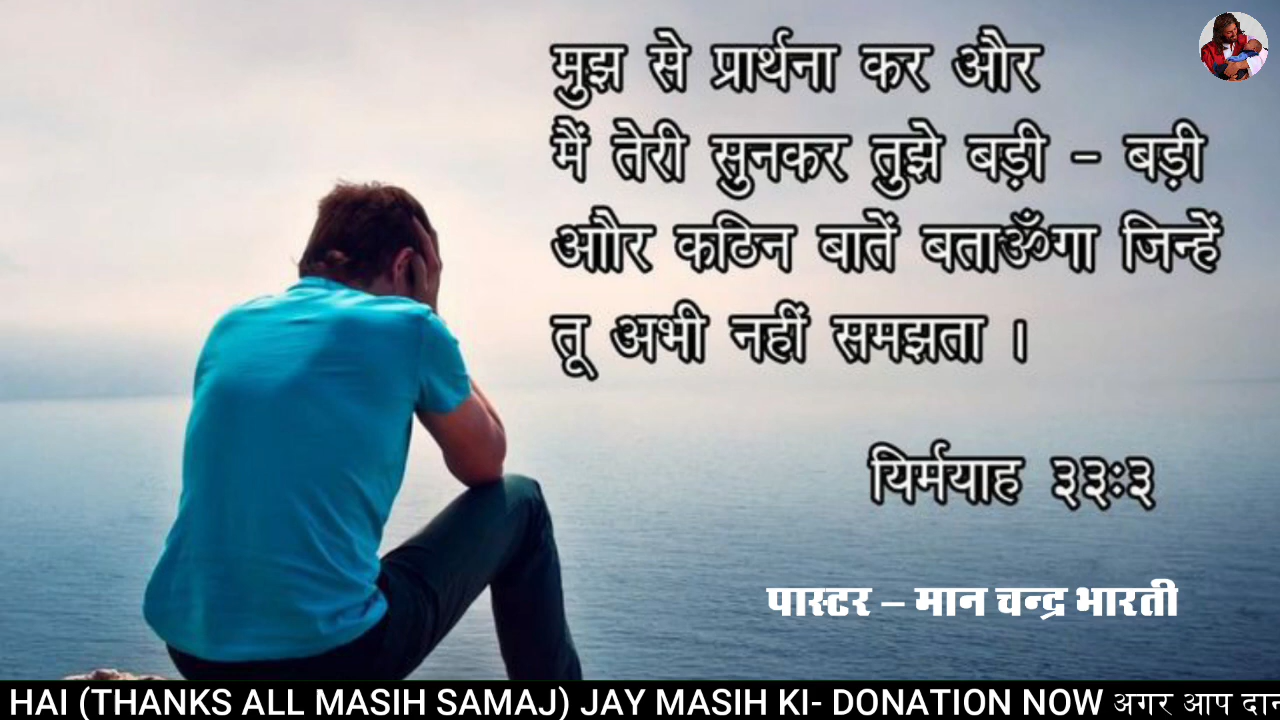 मुझ से प्रार्थना कर और
मैं तेरी सुनकर तुझे बड़ी - बड़ी
आौर कठिन बातें बताॐगा जिन्हें
तू अभी नहीं समझता ।
यिर्मयाह ३३:३
पास्टर – मान चन्द्र भारती
HAI (THANKS ALL MASIH SAMAJ) JAY MASIH KI- DONATION NOW अगर आप